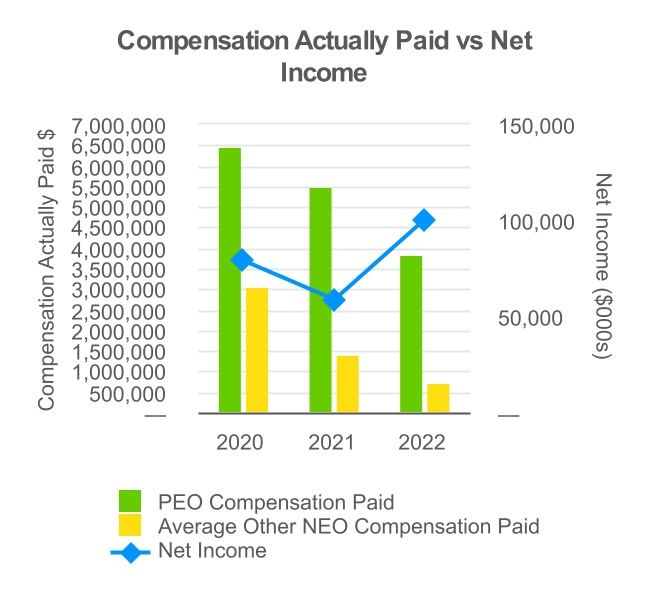 Compensation Actually Paid vs Net
Income
Compensation Actually Paid $
7,000,000
6,500,000
6,000,000
5,500,000
5,000,000
4,500,000
4,000,000
3,500,000
3,000,000
2,500,000
2,000,000
1,500,000
1,000,000
500,000
—
150,000
100,000
50,000
—
Net Income ($000s)
2020 2021 2022
PEO Compensation Paid
Average Other NEO Compensation Paid
Net Income